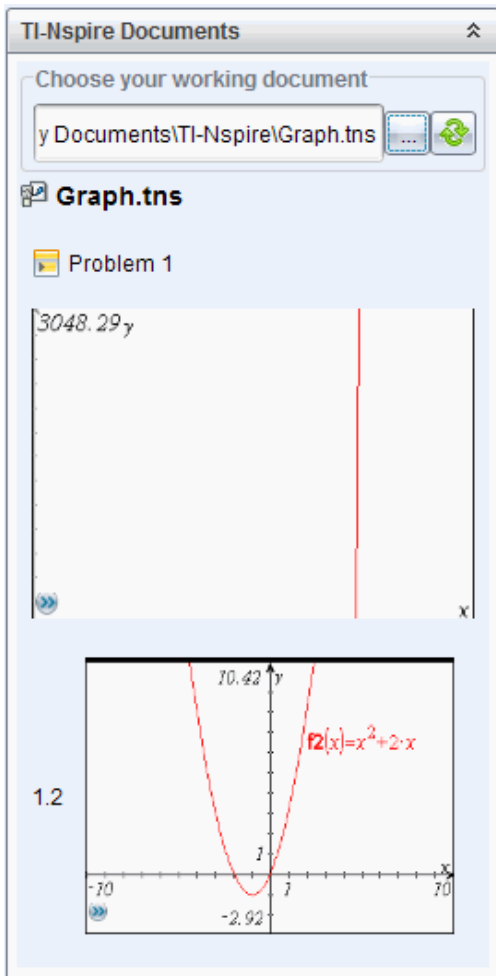 TI-Nspire Documents
Choose your working document
y Documents\TI-Nspire\Graph.tns
...
Graph.tns
Problem 1
3048.29 y
x
1.2
10.42 y
f2(x)=x²+2·x
1
x
-10
1
10
-2.92